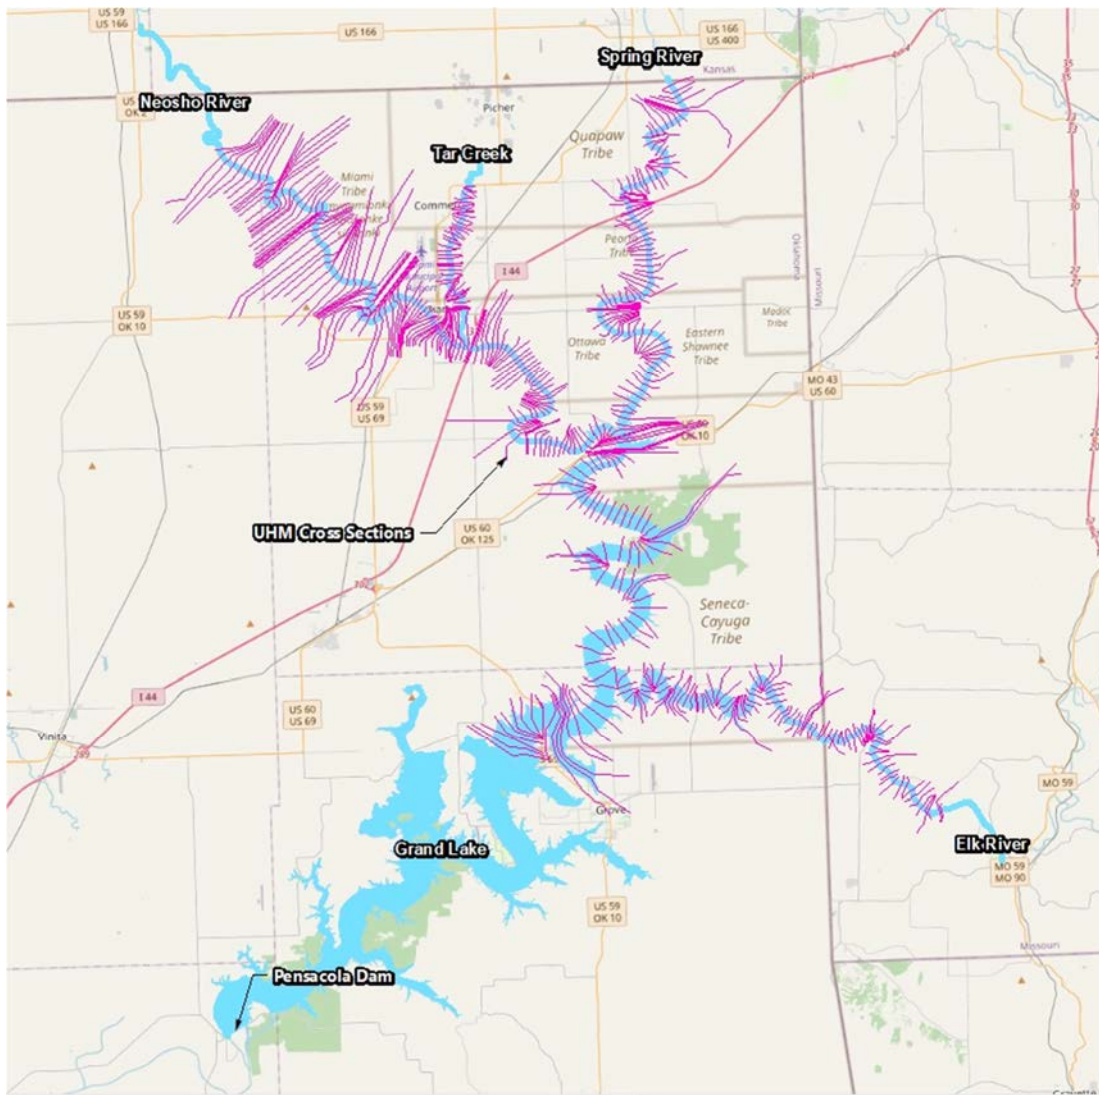 US 59
US 166
US 166
US 166
US 400
Spring River
Kansas
Neosho River
Picher
Quapaw
Tribe
Tar Creek
Miami
Tribe
Peoria
Tribe
Oklahoma
Missouri
I 44
US 59
OK 10
Modoc
Tribe
Ottawa
Tribe
Eastern
Shawnee
Tribe
MO 43
US 60
US 59
US 69
OK 10
UHM Cross Sections
US 60
OK 125
Seneca-
Cayuga
Tribe
I 44
US 60
US 69
Vinita
MO 59
Grove
Grand Lake
Elk River
MO 59
MO 90
US 59
OK 10
Missouri
Pensacola Dam